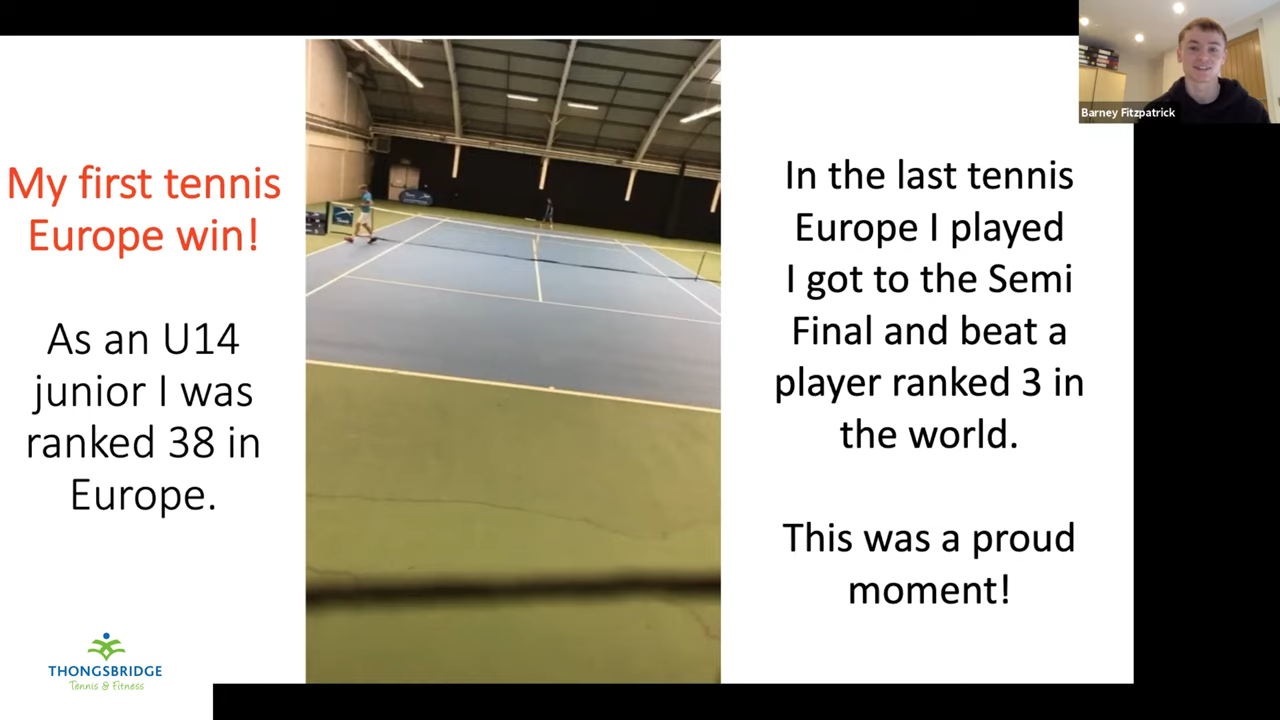 My first tennis
Europe win!
As an U14
junior I was
ranked 38 in
Europe.
THONGSBRIDGE
Tennis & Fitness
In the last tennis
Europe I played
I got to the Semi
Final and beat a
player ranked 3 in
the world.
This was a proud
moment!
Barney Fitzpatrick